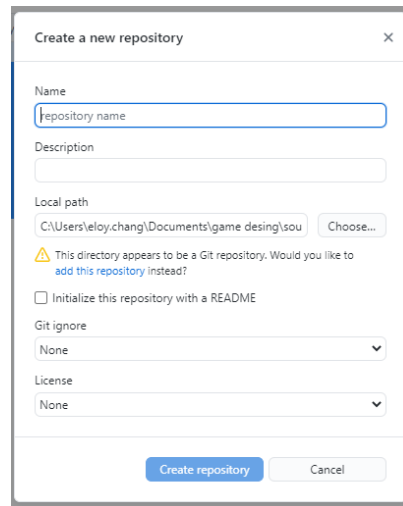 Create a new repository
Name
repository name
Description
Local path
C:\Users\eloy.chang\Documents\game desing\sou
Choose...
This directory appears to be a Git repository. Would you like to
add this repository instead?
Initialize this repository with a README
Git ignore
None
License
None
Create repository
Cancel